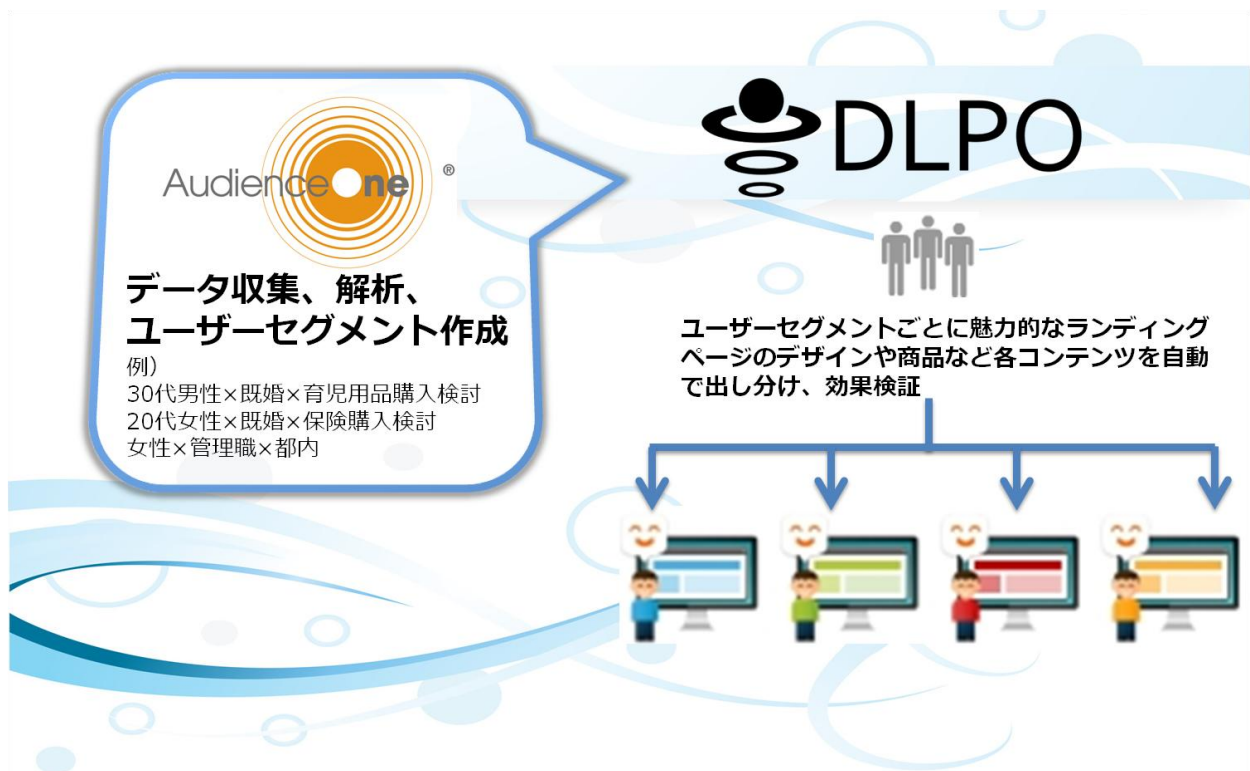 AudienceOne®
データ収集、解析、
ユーザーセグメント作成
例）
30代男性×既婚×育児用品購入検討
20代女性×既婚×保険購入検討
女性×管理職×都内
DLPO
ユーザーセグメントごとに魅力的なランディング
ページのデザインや商品など各コンテンツを自動
で出し分け、効果検証